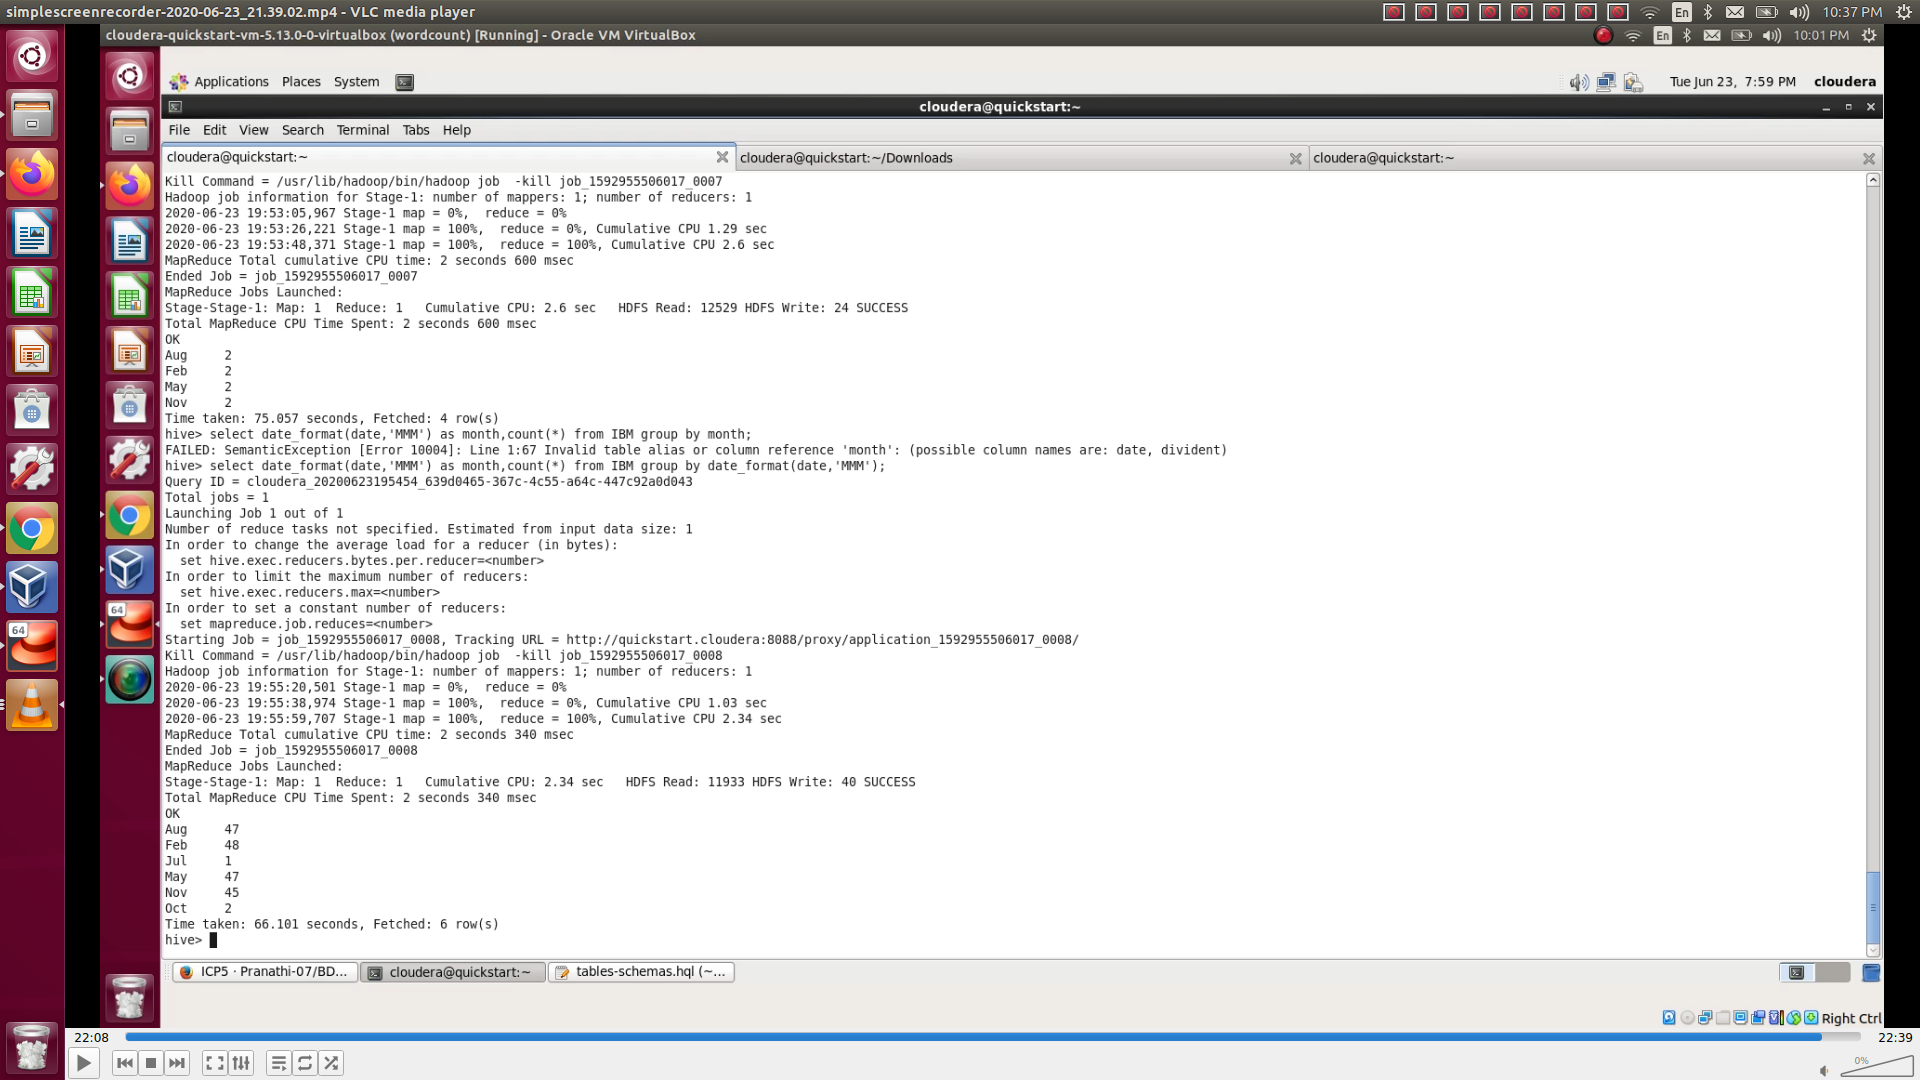 simplescreenrecorder-2020-06-23_21.39.02.mp4 - VLC media player
En
10:37 PM
cloudera-quickstart-vm-5.13.0-0-virtualbox (wordcount) [Running] - Oracle VM VirtualBox
En
10:01 PM
Applications Places System
Tue Jun 23, 7:59 PM cloudera
cloudera@quickstart:~
File Edit View Search Terminal Tabs Help
cloudera@quickstart:~
cloudera@quickstart:~/Downloads
cloudera@quickstart:~
Kill Command = /usr/lib/hadoop/bin/hadoop job  -kill job_1592955506017_0007
Hadoop job information for Stage-1: number of mappers: 1; number of reducers: 1
2020-06-23 19:53:05,967 Stage-1 map = 0%,  reduce = 0%
2020-06-23 19:53:26,221 Stage-1 map = 100%,  reduce = 0%, Cumulative CPU 1.29 sec
2020-06-23 19:53:48,371 Stage-1 map = 100%,  reduce = 100%, Cumulative CPU 2.6 sec
MapReduce Total cumulative CPU time: 2 seconds 600 msec
Ended Job = job_1592955506017_0007
MapReduce Jobs Launched:
Stage-Stage-1: Map: 1  Reduce: 1   Cumulative CPU: 2.6 sec   HDFS Read: 12529 HDFS Write: 24 SUCCESS
Total MapReduce CPU Time Spent: 2 seconds 600 msec
OK
Aug 2
Feb 2
May 2
Nov 2
Time taken: 75.057 seconds, Fetched: 4 row(s)
hive> select date_format(date,'MMM') as month,count(*) from IBM group by month;
FAILED: SemanticException [Error 10004]: Line 1:67 Invalid table alias or column reference 'month': (possible column names are: date, divident)
hive> select date_format(date,'MMM') as month,count(*) from IBM group by date_format(date,'MMM');
Query ID = cloudera_20200623195454_639d0465-367c-4c55-a64c-447c92a0d043
Total jobs = 1
Launching Job 1 out of 1
Number of reduce tasks not specified. Estimated from input data size: 1
In order to change the average load for a reducer (in bytes):
  set hive.exec.reducers.bytes.per.reducer=<number>
In order to limit the maximum number of reducers:
  set hive.exec.reducers.max=<number>
In order to set a constant number of reducers:
  set mapreduce.job.reduces=<number>
Starting Job = job_1592955506017_0008, Tracking URL = http://quickstart.cloudera:8088/proxy/application_1592955506017_0008/
Kill Command = /usr/lib/hadoop/bin/hadoop job  -kill job_1592955506017_0008
Hadoop job information for Stage-1: number of mappers: 1; number of reducers: 1
2020-06-23 19:55:20,501 Stage-1 map = 0%,  reduce = 0%
2020-06-23 19:55:38,974 Stage-1 map = 100%,  reduce = 0%, Cumulative CPU 1.03 sec
2020-06-23 19:55:59,707 Stage-1 map = 100%,  reduce = 100%, Cumulative CPU 2.34 sec
MapReduce Total cumulative CPU time: 2 seconds 340 msec
Ended Job = job_1592955506017_0008
MapReduce Jobs Launched:
Stage-Stage-1: Map: 1  Reduce: 1   Cumulative CPU: 2.34 sec   HDFS Read: 11933 HDFS Write: 40 SUCCESS
Total MapReduce CPU Time Spent: 2 seconds 340 msec
OK
Aug 47
Feb 48
Jul 1
May 47
Nov 45
Oct 2
Time taken: 66.101 seconds, Fetched: 6 row(s)
hive>
64
64
ICP5 · Pranathi-07/BD...
cloudera@quickstart:~
tables-schemas.hql (~...
Right Ctrl
22:08
22:39
0%